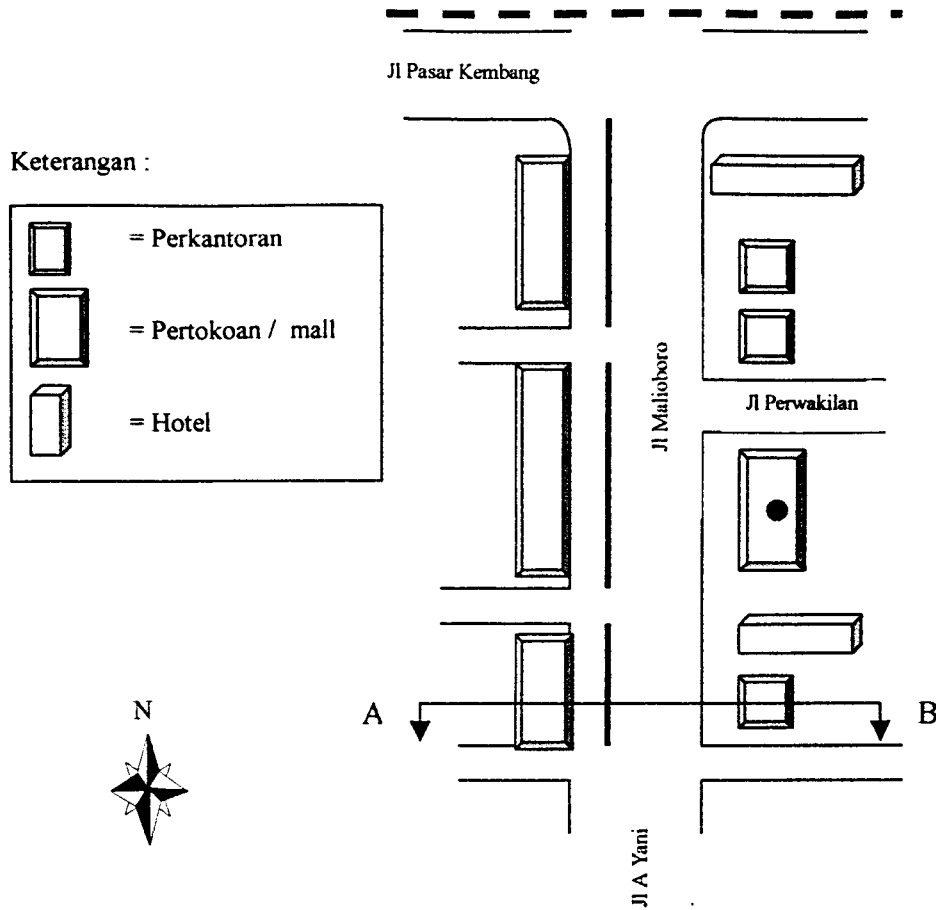 Jl Pasar Kembang
Keterangan :
= Perkantoran
= Pertokoan / mall
= Hotel
Jl Malioboro
Jl Perwakilan
N
A
B
Jl A Yani